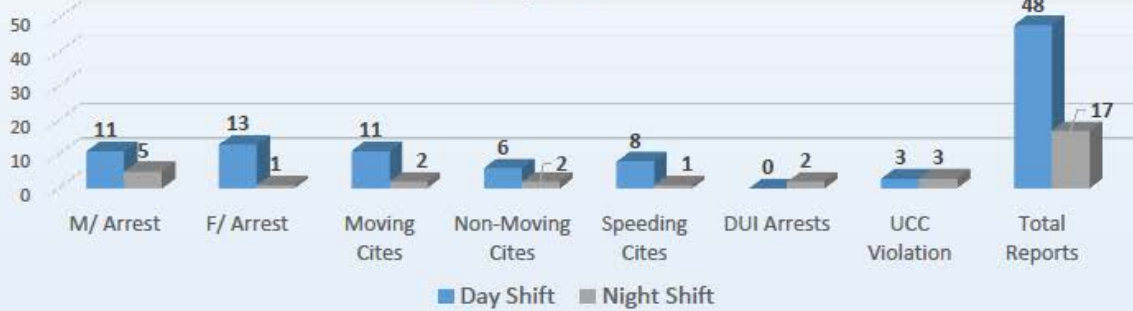 50
40
30
20
10
0
11
5
13
1
11
2
6
2
8
1
0
2
3
3
48
17
M/ Arrest
F/ Arrest
Moving
Cites
Non-Moving
Cites
Speeding
Cites
DUI Arrests
UCC
Violation
Total
Reports
Day Shift
Night Shift